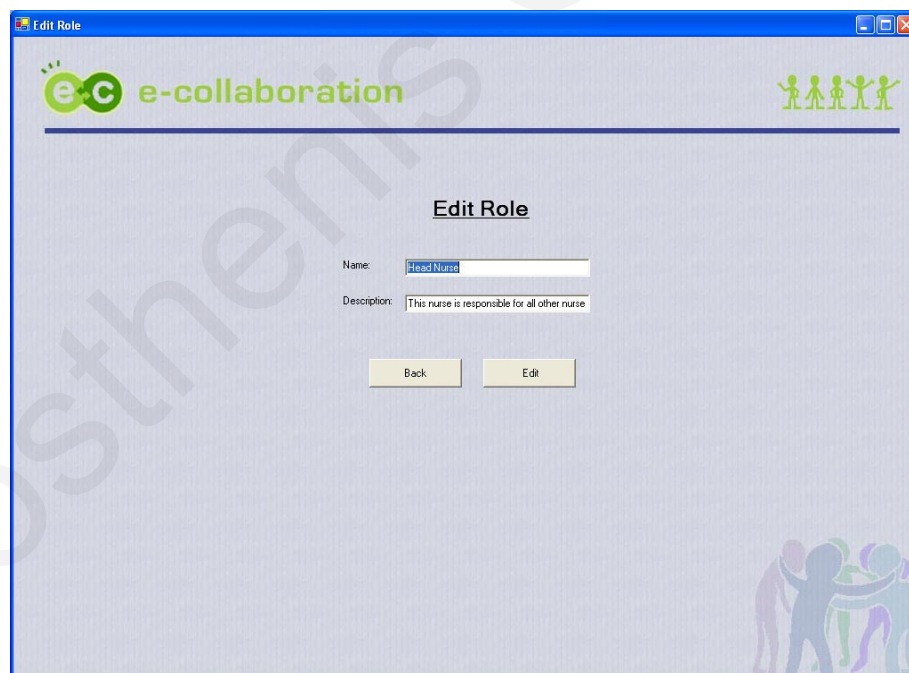 Edit Role
ec e-collaboration
Edit Role
Name: Head Nurse
Description: This nurse is responsible for all other nurse
Back Edit